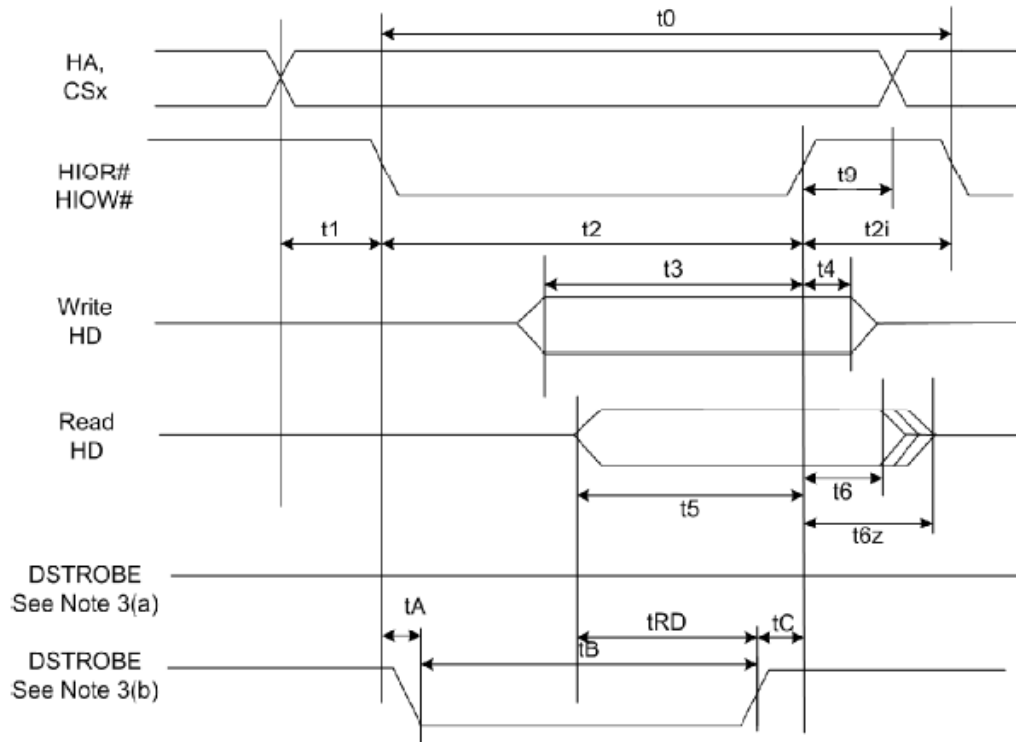 t0
HA,
CSx
HIOR#
HIOW#
t9
t1
t2
t2i
t3
t4
Write
HD
Read
HD
t6
t5
t6z
DSTROBE
See Note 3(a)
tA
tRD
tC
tB
DSTROBE
See Note 3(b)